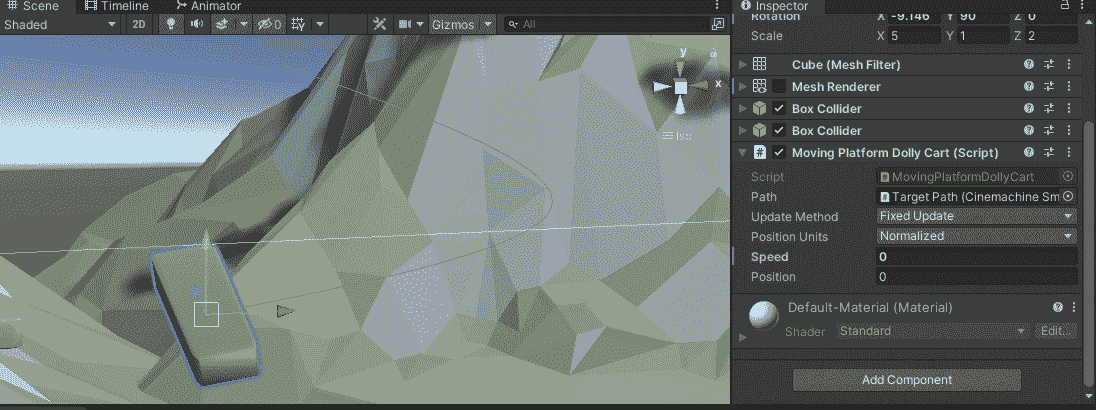 Scene Timeline Animator
Shaded 2D 0 Gizmos All
y
x
Iso
Inspector
Rotation X -9.146 Y 90 Z 0
Scale X 5 Y 1 Z 2
Cube (Mesh Filter)
Mesh Renderer
Box Collider
Box Collider
# Moving Platform Dolly Cart (Script)
Script MovingPlatformDollyCart
Path Target Path (Cinemachine Sm
Update Method Fixed Update
Position Units Normalized
Speed 0
Position 0
Default-Material (Material)
Shader Standard Edit...
Add Component